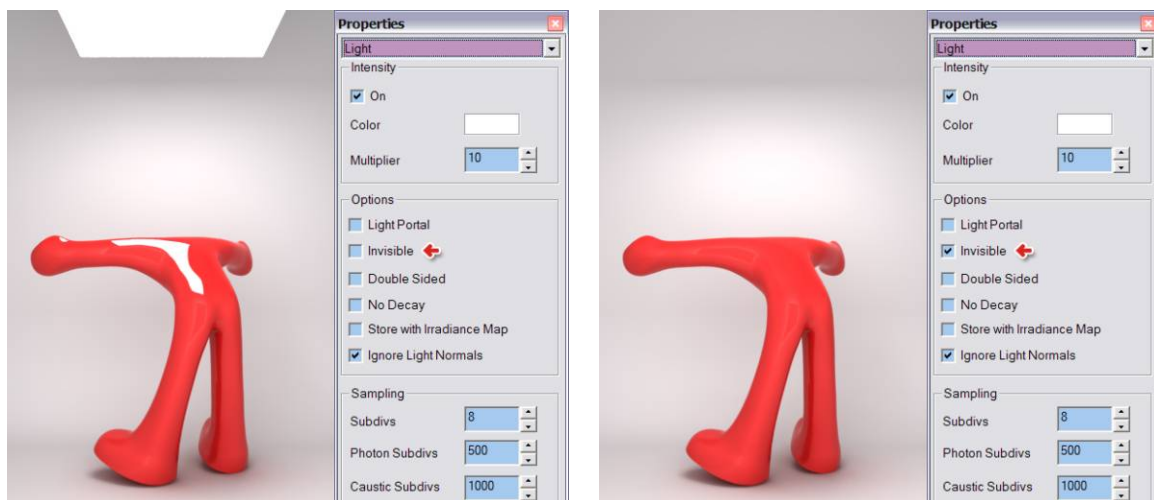 Properties
Light
Intensity
On
Color
Multiplier 10
Options
Light Portal
Invisible
Double Sided
No Decay
Store with Irradiance Map
Ignore Light Normals
Sampling
Subdivs 8
Photon Subdivs 500
Caustic Subdivs 1000
Properties
Light
Intensity
On
Color
Multiplier 10
Options
Light Portal
Invisible
Double Sided
No Decay
Store with Irradiance Map
Ignore Light Normals
Sampling
Subdivs 8
Photon Subdivs 500
Caustic Subdivs 1000